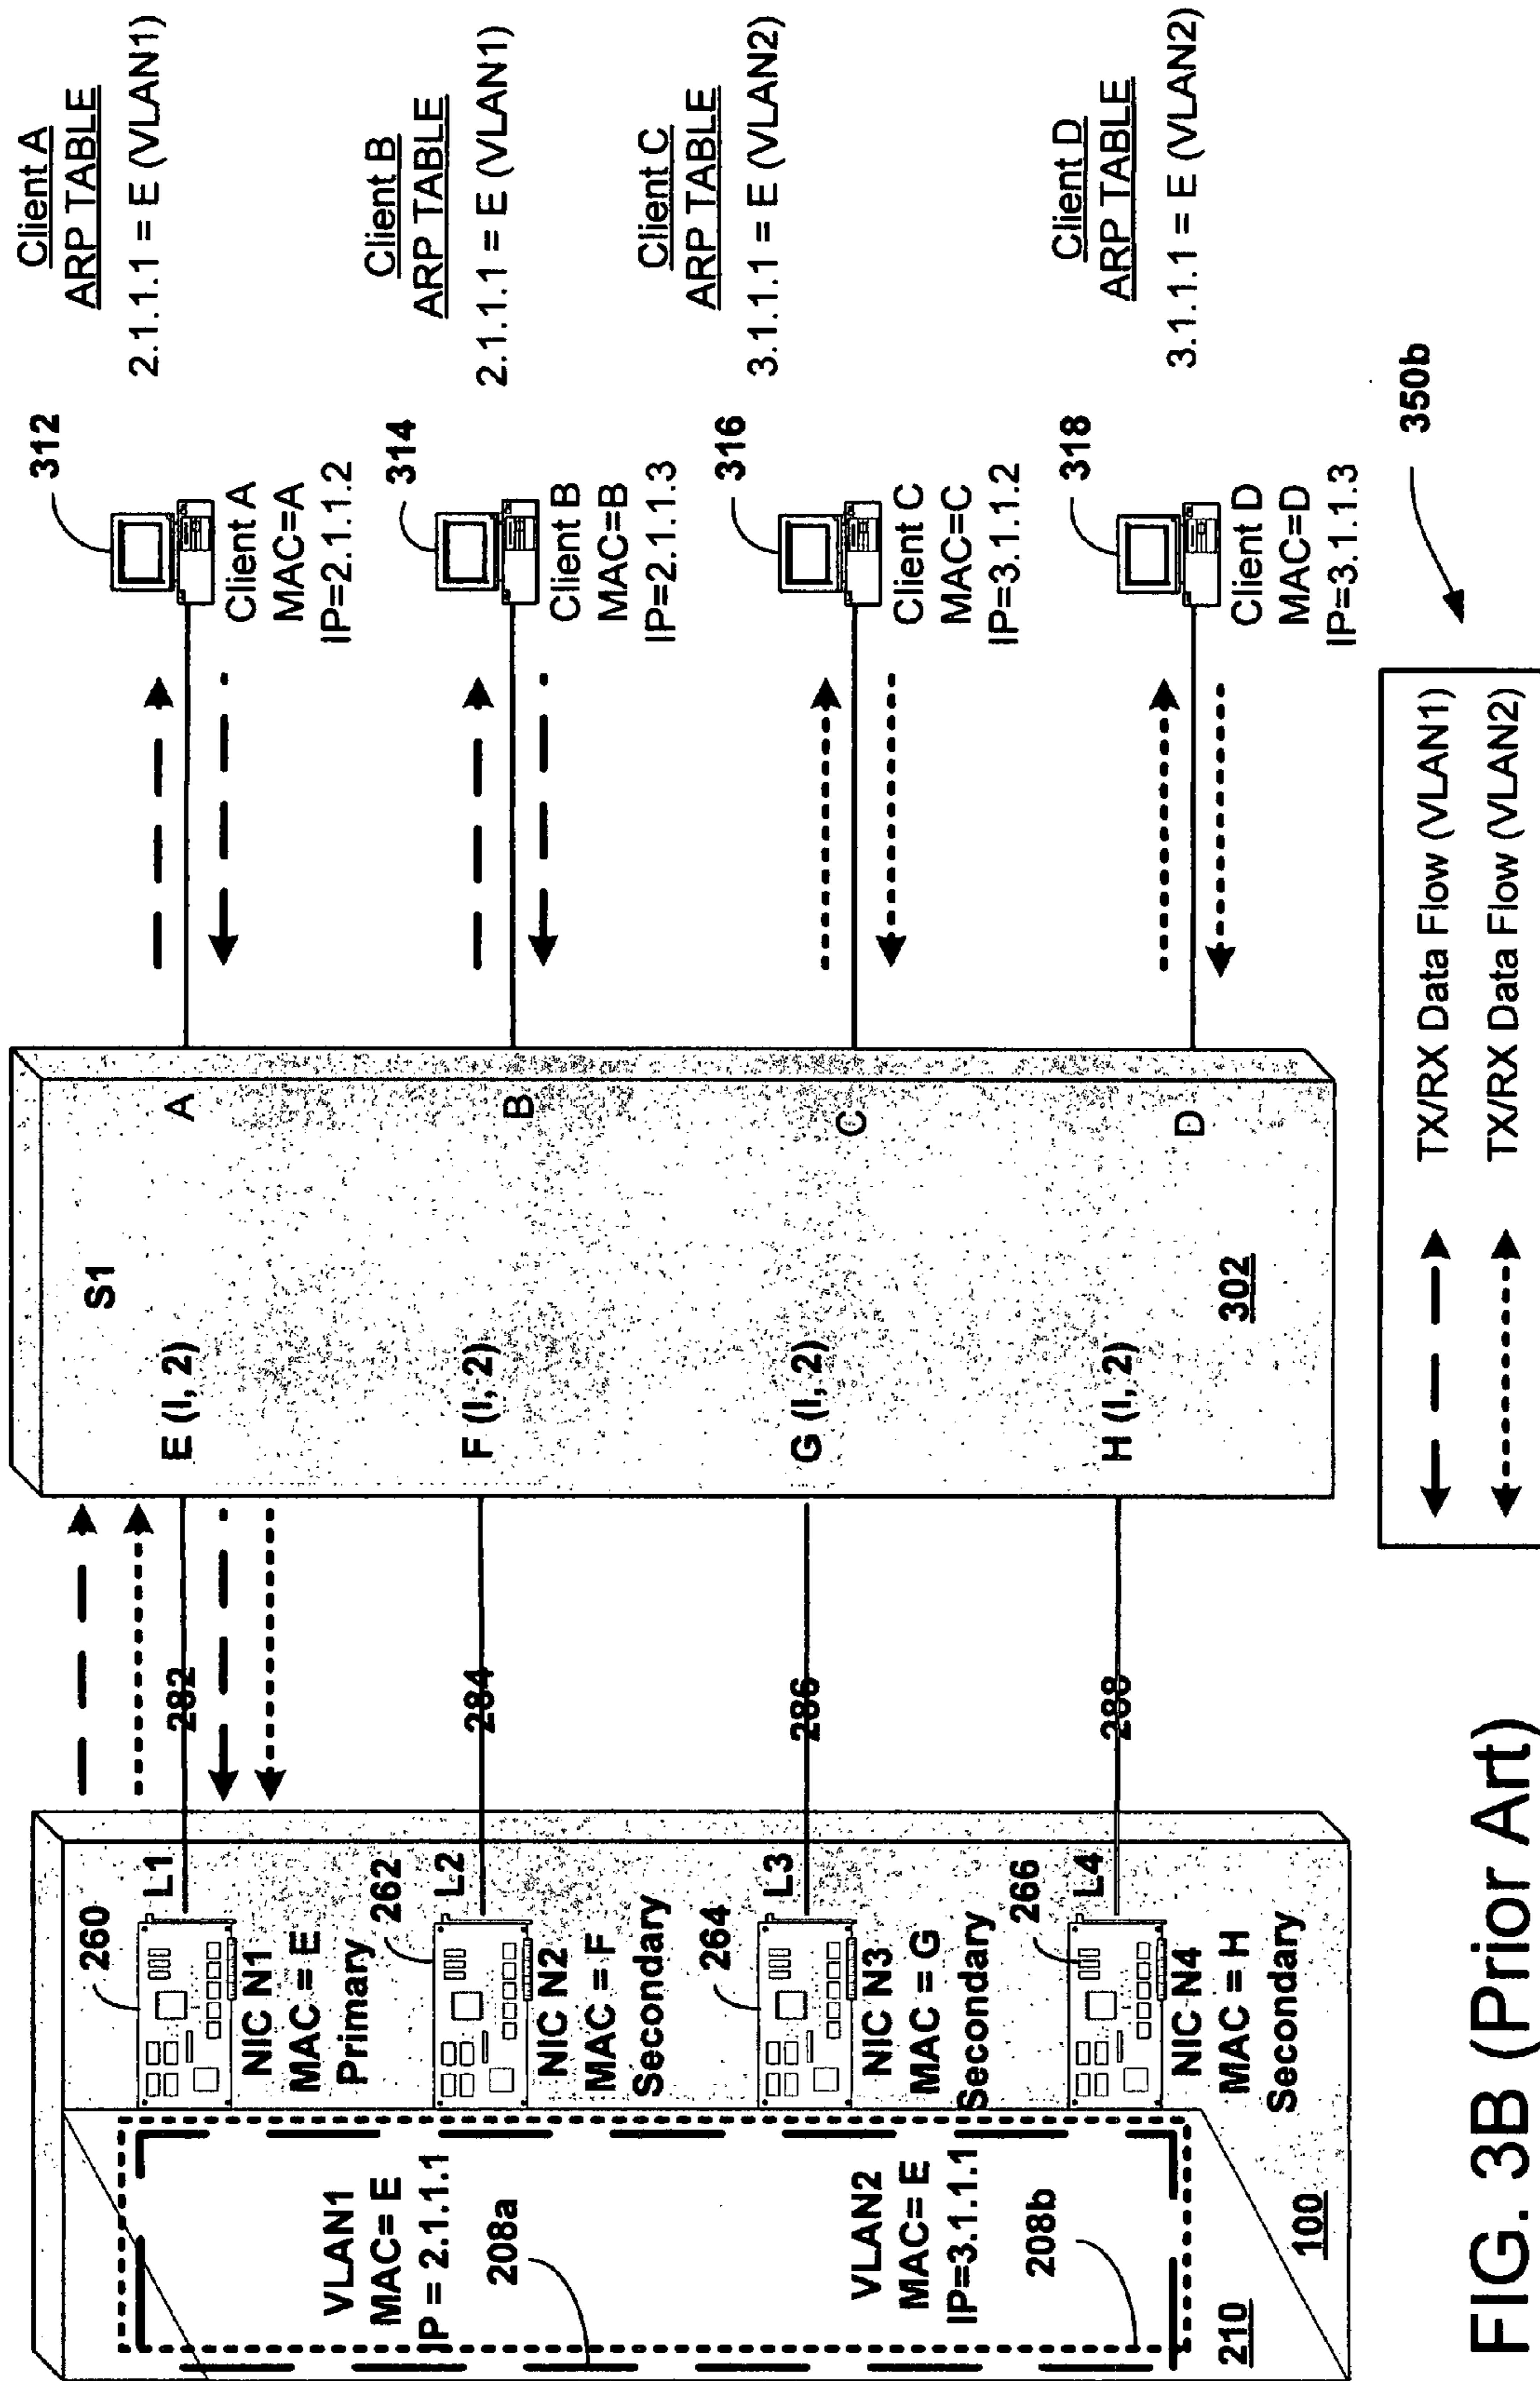 210
100
VLAN1
MAC= E
IP = 2.1.1.1
208a
VLAN2
MAC= E
IP=3.1.1.1
208b
260
L1
NIC N1
MAC = E
Primary
262
L2
NIC N2
MAC = F
Secondary
264
L3
NIC N3
MAC = G
Secondary
266
L4
NIC N4
MAC = H
Secondary
282
284
286
288
S1
E (I, 2)
F (I, 2)
G (I, 2)
H (I, 2)
302
A
B
C
D
312
Client A
MAC=A
IP=2.1.1.2
314
Client B
MAC=B
IP=2.1.1.3
316
Client C
MAC=C
IP=3.1.1.2
318
Client D
MAC=D
IP=3.1.1.3
Client A
ARP TABLE
2.1.1.1 = E (VLAN1)
Client B
ARP TABLE
2.1.1.1 = E (VLAN1)
Client C
ARP TABLE
3.1.1.1 = E (VLAN2)
Client D
ARP TABLE
3.1.1.1 = E (VLAN2)
350b
TX/RX Data Flow (VLAN1)
TX/RX Data Flow (VLAN2)
FIG. 3B (Prior Art)